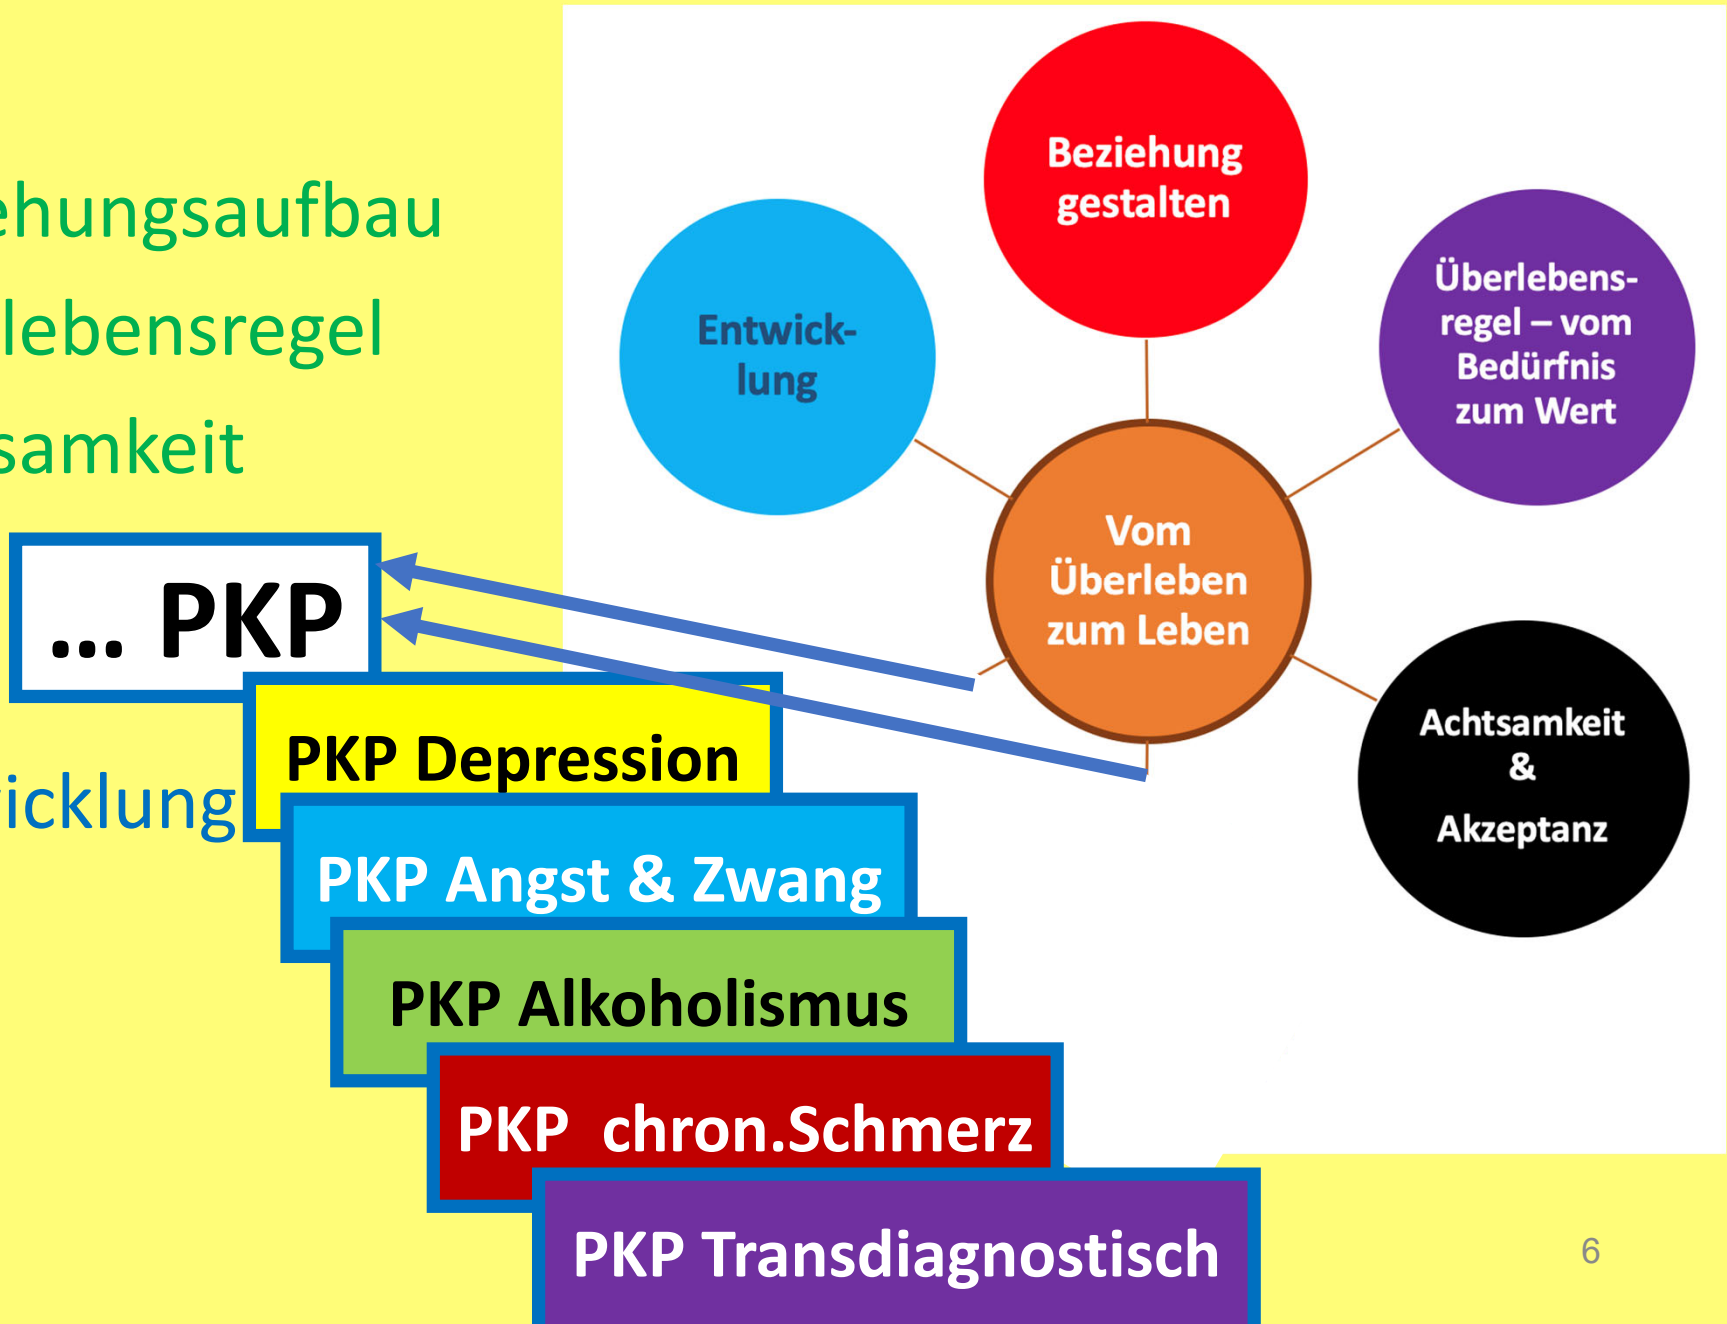 ehungsaufbau
lebensregel
samkeit
... PKP
icklung
PKP Depression
PKP Angst & Zwang
PKP Alkoholismus
PKP  chron.Schmerz
PKP Transdiagnostisch
Beziehung
gestalten
Entwick-
lung
Überlebens-
regel – vom
Bedürfnis
zum Wert
Vom
Überleben
zum Leben
Achtsamkeit
&
Akzeptanz
6